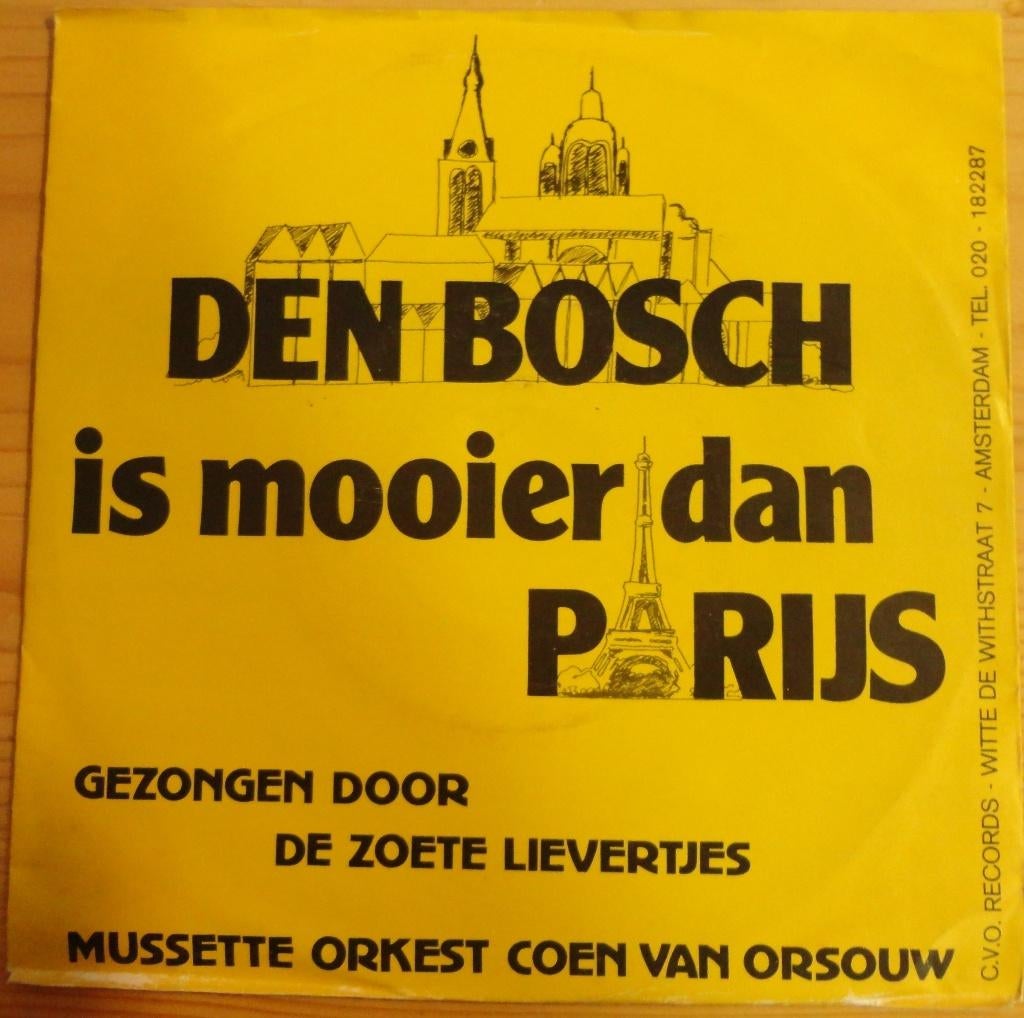 DEN BOSCH
is mooier dan
PARIJS
GEZONGEN DOOR
DE ZOETE LIEVERTJES
MUSSETTE ORKEST COEN VAN ORSOUW
C.V.O. RECORDS - WITTE DE WITHSTRAAT 7 - AMSTERDAM - TEL. 020 - 182287